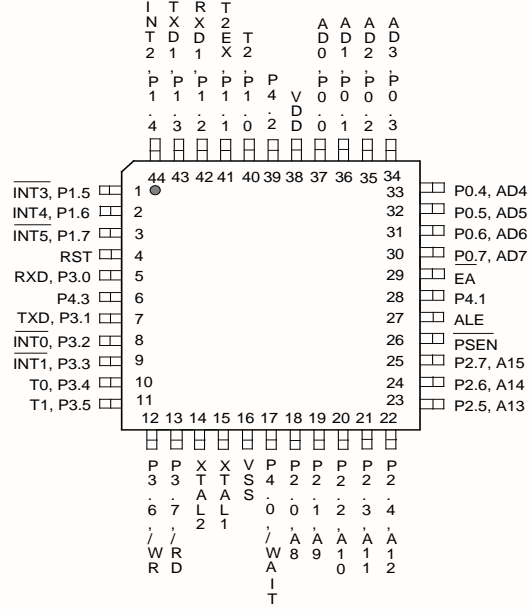 INT2,P1.4
TXD1,P1.3
RXD1,P1.2
T2EX,P1.1
T2,P1.0
P4.2
VDD
AD0,P0.0
AD1,P0.1
AD2,P0.2
AD3,P0.3
44 43 42 41 40 39 38 37 36 35 34
INT3, P1.5 1
INT4, P1.6 2
INT5, P1.7 3
RST 4
RXD, P3.0 5
P4.3 6
TXD, P3.1 7
INT0, P3.2 8
INT1, P3.3 9
T0, P3.4 10
T1, P3.5 11
33 P0.4, AD4
32 P0.5, AD5
31 P0.6, AD6
30 P0.7, AD7
29 EA
28 P4.1
27 ALE
26 PSEN
25 P2.7, A15
24 P2.6, A14
23 P2.5, A13
12 13 14 15 16 17 18 19 20 21 22
P3.6,/WR
P3.7,/RD
XTAL2
XTAL1
VSS
P4.0,/WAIT
P2.0,A8
P2.1,A9
P2.2,A10
P2.3,A11
P2.4,A12